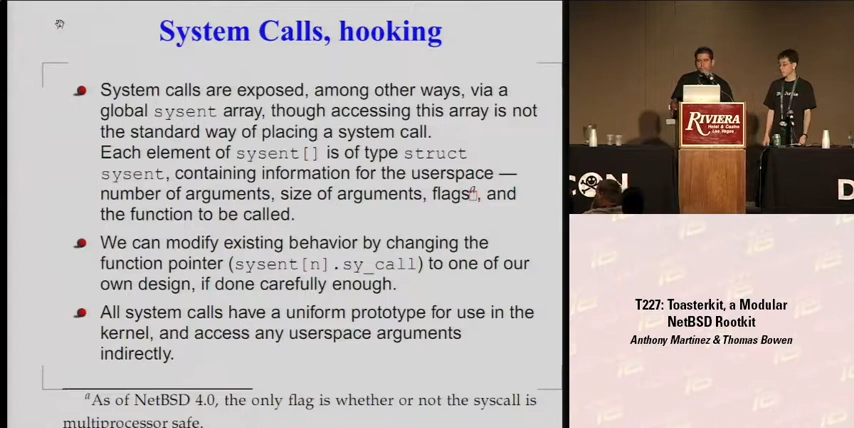 System Calls, hooking
System calls are exposed, among other ways, via a
global sysent array, though accessing this array is not
the standard way of placing a system call.
Each element of sysent[] is of type struct
sysent, containing information for the userspace —
number of arguments, size of arguments, flagsa, and
the function to be called.
We can modify existing behavior by changing the
function pointer (sysent[n].sy_call) to one of our
own design, if done carefully enough.
All system calls have a uniform prototype for use in the
kernel, and access any userspace arguments
indirectly.
aAs of NetBSD 4.0, the only flag is whether or not the syscall is
multiprocessor safe.
RIVIERA
Hotel & Casino
Las Vegas
CON
D
T227: Toasterkit, a Modular
NetBSD Rootkit
Anthony Martinez & Thomas Bowen